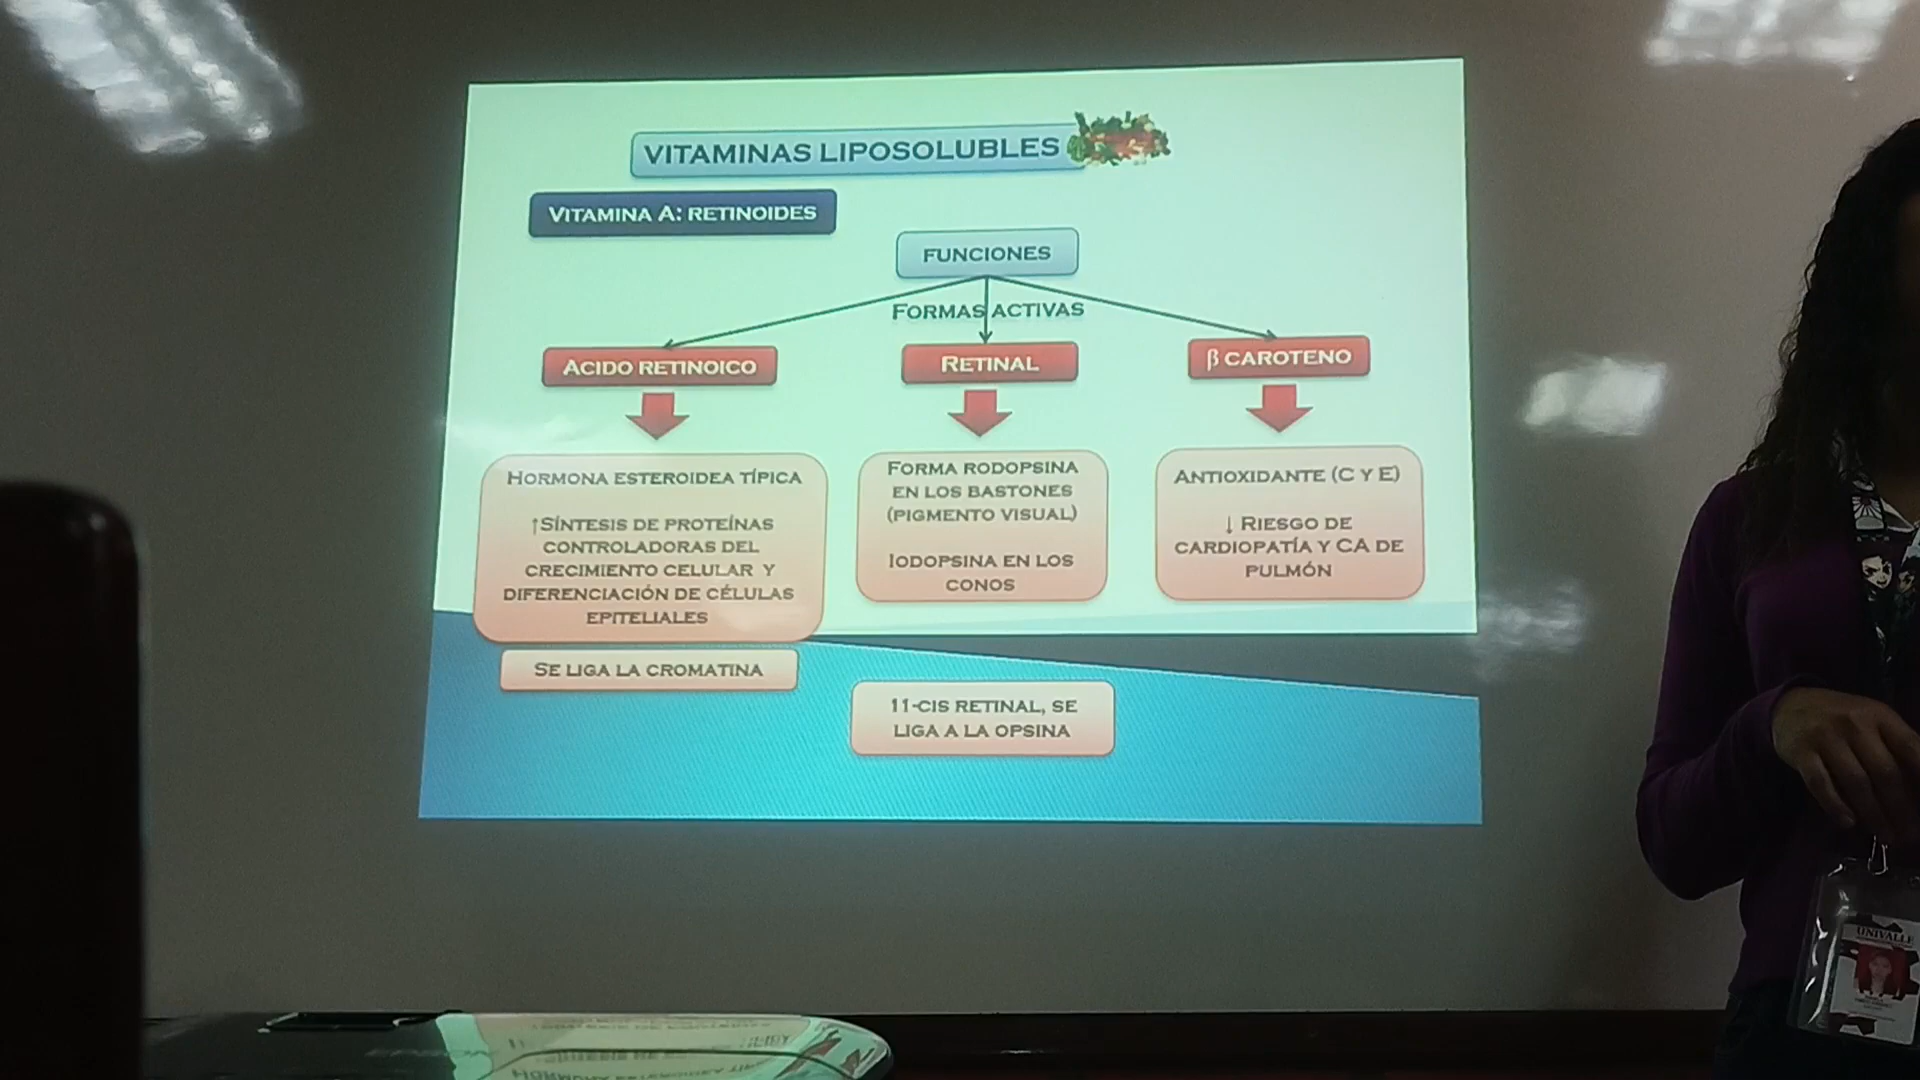 VITAMINAS LIPOSOLUBLES
VITAMINA A: RETINOIDES
FUNCIONES
FORMAS ACTIVAS
ACIDO RETINOICO
RETINAL
β CAROTENO
HORMONA ESTEROIDEA TÍPICA
↑SÍNTESIS DE PROTEÍNAS
CONTROLADORAS DEL
CRECIMIENTO CELULAR Y
DIFERENCIACIÓN DE CÉLULAS
EPITELIALES
SE LIGA LA CROMATINA
FORMA RODOPSINA
EN LOS BASTONES
(PIGMENTO VISUAL)
IODOPSINA EN LOS
CONOS
11-CIS RETINAL, SE
LIGA A LA OPSINA
ANTIOXIDANTE (C Y E)
↓ RIESGO DE
CARDIOPATÍA Y CA DE
PULMÓN
UNIVALLE